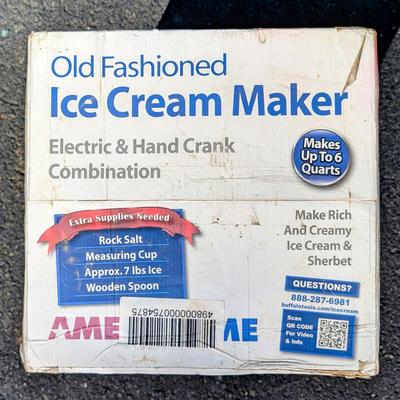 Old Fashioned
Ice Cream Maker
Electric & Hand Crank
Combination
Makes
Up To 6
Quarts
Extra Supplies Needed
Rock Salt
Measuring Cup
Approx. 7 lbs Ice
Wooden Spoon
Make Rich
And Creamy
Ice Cream &
Sherbet
QUESTIONS?
888-287-6981
buffalotools.com/icecream
Scan
QR CODE
For Video
& Info
AME
ME